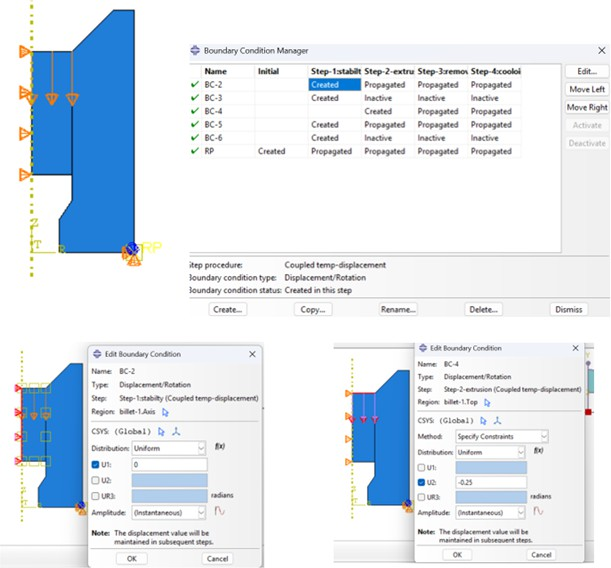 Z
T R
RP
Boundary Condition Manager
Name Initial Step-1:stabilt Step-2-extru Step-3:remov Step-4:cooloi
BC-2 Created Propagated Propagated Propagated
BC-3 Created Inactive Inactive Inactive
BC-4 Created Propagated Propagated
BC-5 Created Propagated Propagated Propagated
BC-6 Created Inactive Inactive Inactive
RP Created Propagated Propagated Propagated Propagated
Edit...
Move Left
Move Right
Activate
Deactivate
Step procedure: Coupled temp-displacement
Boundary condition type: Displacement/Rotation
Boundary condition status: Created in this step
Create... Copy... Rename... Delete... Dismiss
Edit Boundary Condition
Name: BC-2
Type: Displacement/Rotation
Step: Step-1:stabilty (Coupled temp-displacement)
Region: billet-1.Axis
CSYS: (Global)
Distribution: Uniform f(x)
U1: 0
U2:
UR3: radians
Amplitude: (Instantaneous)
Note: The displacement value will be
maintained in subsequent steps.
OK Cancel
Edit Boundary Condition
Name: BC-4
Type: Displacement/Rotation
Step: Step-2-extrusion (Coupled temp-displacement)
Region: billet-1.Top
CSYS: (Global)
Method: Specify Constraints
Distribution: Uniform f(x)
U1:
U2: -0.25
UR3: radians
Amplitude: (Instantaneous)
Note: The displacement value will be
maintained in subsequent steps.
OK Cancel